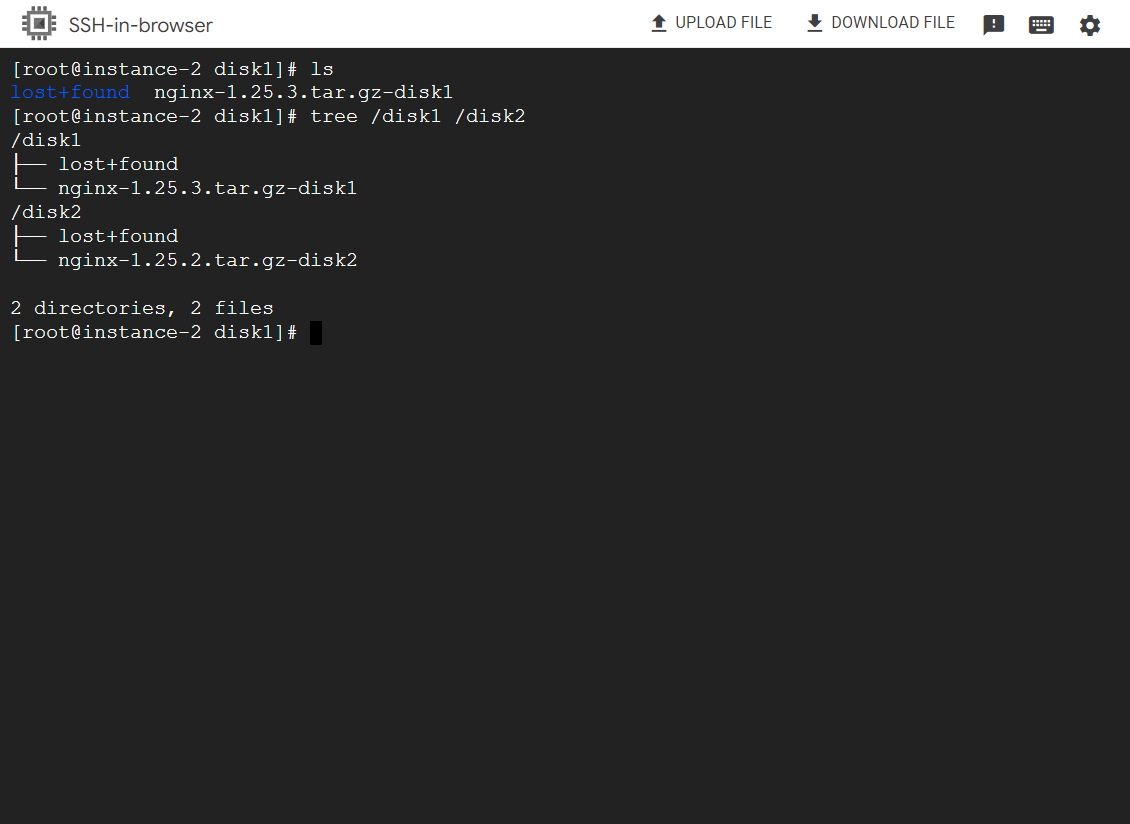 SSH-in-browser UPLOAD FILE DOWNLOAD FILE
[root@instance-2 disk1]# ls
lost+found  nginx-1.25.3.tar.gz-disk1
[root@instance-2 disk1]# tree /disk1 /disk2
/disk1
├── lost+found
└── nginx-1.25.3.tar.gz-disk1
/disk2
├── lost+found
└── nginx-1.25.2.tar.gz-disk2
2 directories, 2 files
[root@instance-2 disk1]#